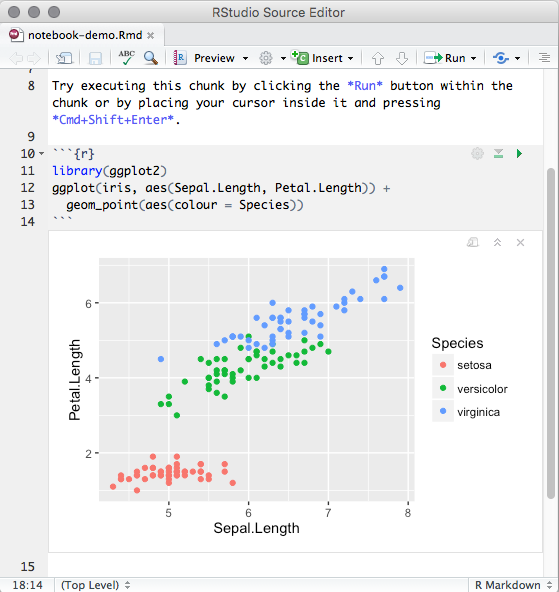 RStudio Source Editor
notebook-demo.Rmd
ABC Preview Insert Run
7
8 Try executing this chunk by clicking the *Run* button within the
chunk or by placing your cursor inside it and pressing
*Cmd+Shift+Enter*.
9
10 ```{r}
11 library(ggplot2)
12 ggplot(iris, aes(Sepal.Length, Petal.Length)) +
13 geom_point(aes(colour = Species))
14 ```
6
4
2
Petal.Length
5 6 7 8
Sepal.Length
Species
setosa
versicolor
virginica
15
18:14 (Top Level) R Markdown